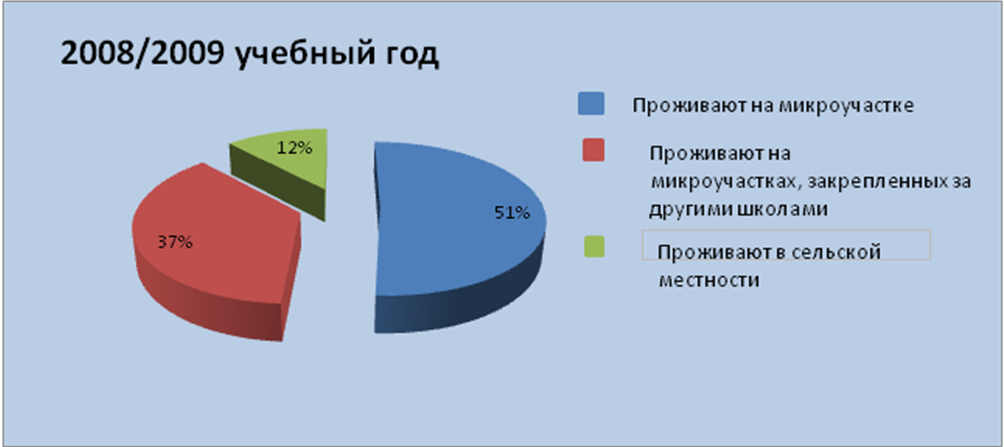 2008/2009 учебный год
Проживают на микроучастке
Проживают на
микроучастках, закрепленных за
другими школами
Проживают в сельской
местности
12%
51%
37%